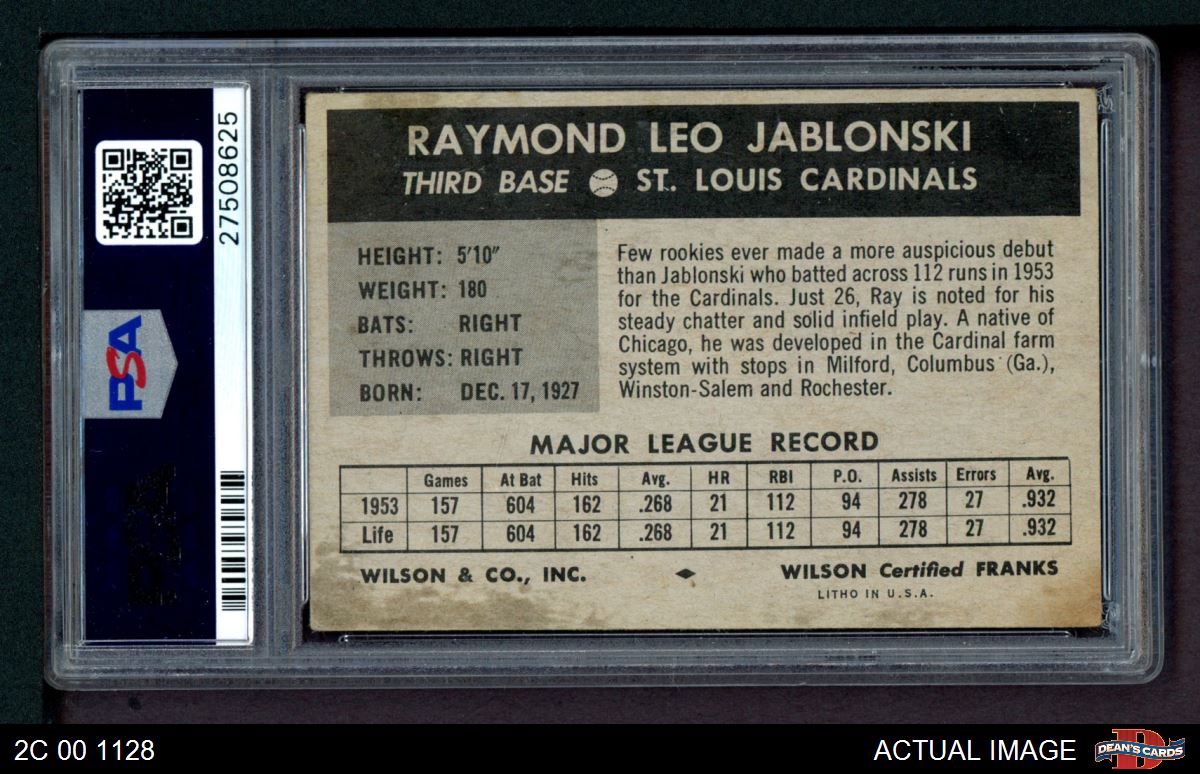 27508625
PSA
RAYMOND LEO JABLONSKI
THIRD BASE ST. LOUIS CARDINALS
HEIGHT: 5'10"
WEIGHT: 180
BATS: RIGHT
THROWS: RIGHT
BORN: DEC. 17, 1927
Few rookies ever made a more auspicious debut
than Jablonski who batted across 112 runs in 1953
for the Cardinals. Just 26, Ray is noted for his
steady chatter and solid infield play. A native of
Chicago, he was developed in the Cardinal farm
system with stops in Milford, Columbus (Ga.),
Winston-Salem and Rochester.
MAJOR LEAGUE RECORD
Games At Bat Hits Avg. HR RBI P.O. Assists Errors Avg.
1953 157 604 162 .268 21 112 94 278 27 .932
Life 157 604 162 .268 21 112 94 278 27 .932
WILSON & CO., INC. WILSON Certified FRANKS
LITHO IN U.S.A.
2C 00 1128 ACTUAL IMAGE DEAN'S CARDS